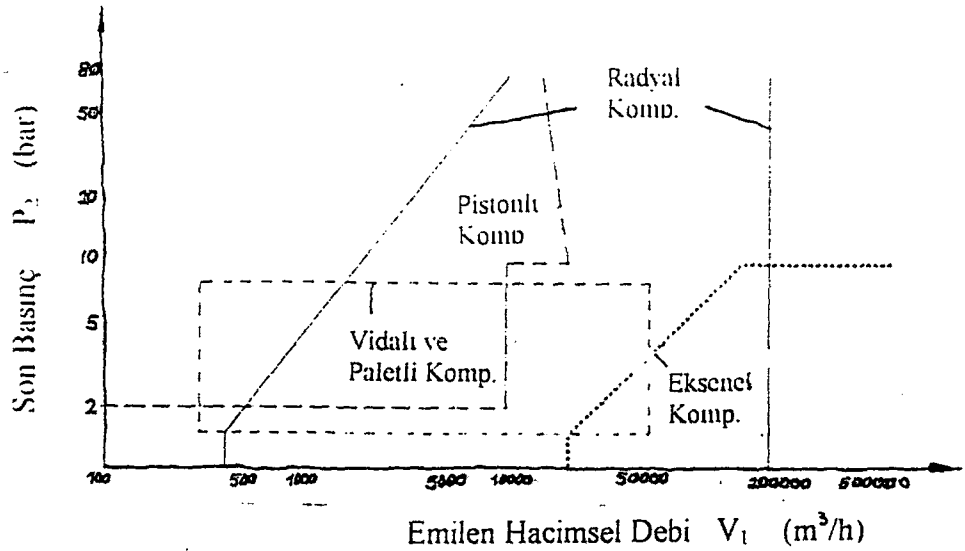 Son Basınç P₂ (bar)
80
50
20
10
5
2
Radyal
Komp.
Pistonlu
Komp
Vidalı ve
Paletli Komp.
Eksenel
Komp.
100 500 1000 5000 10000 50000 200000 600000
Emilen Hacimsel Debi V₁ (m³/h)